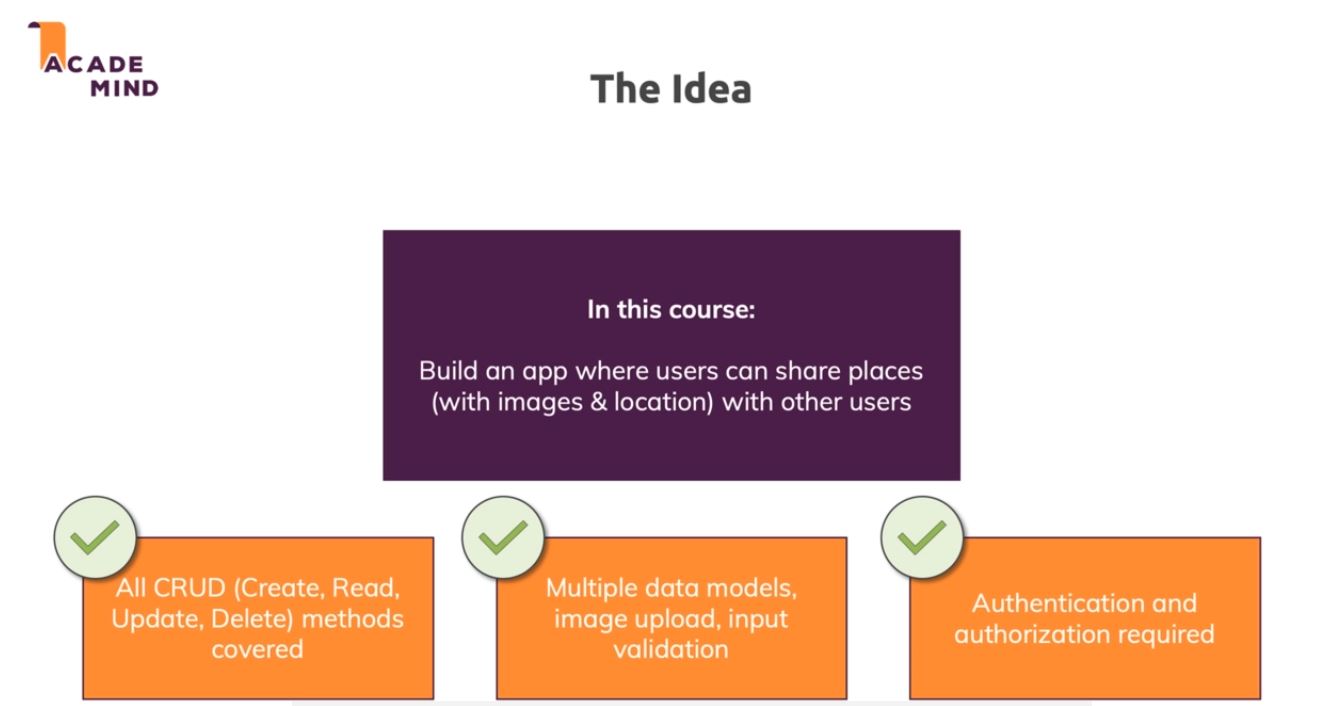 ACADE
MIND
The Idea
In this course:
Build an app where users can share places
(with images & location) with other users
All CRUD (Create, Read,
Update, Delete) methods
covered
Multiple data models,
image upload, input
validation
Authentication and
authorization required